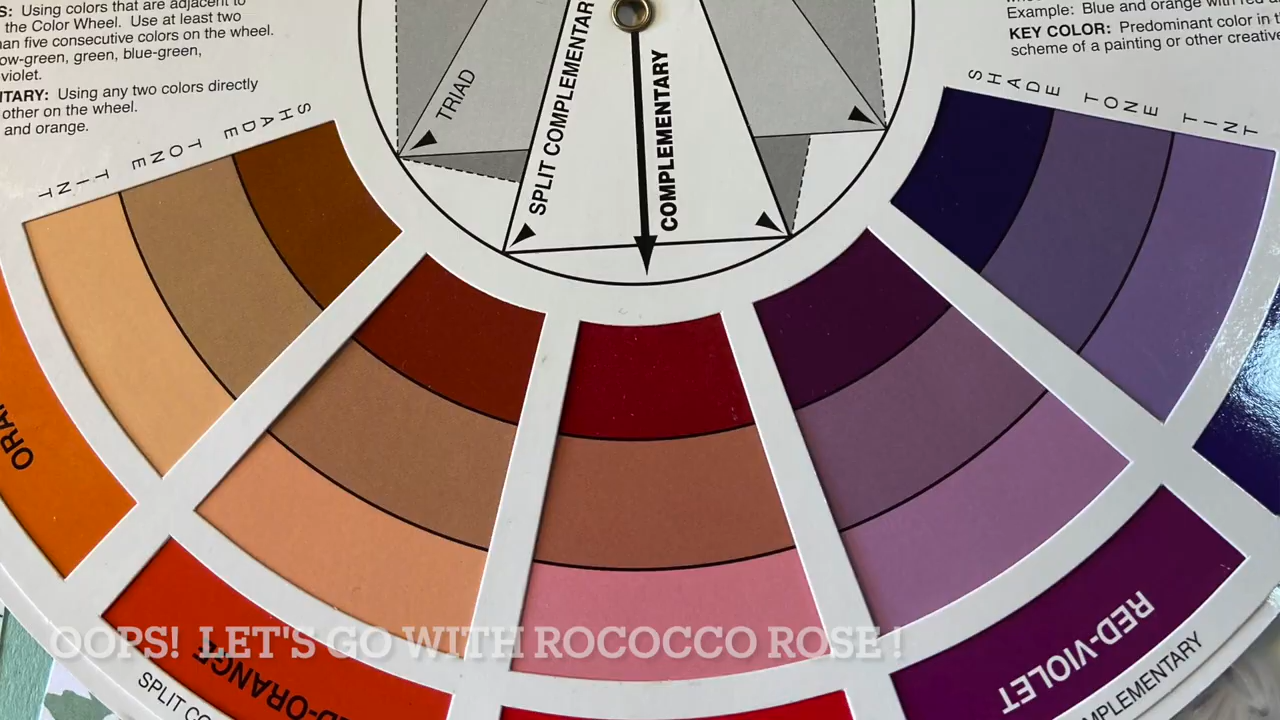 S: Using colors that are adjacent to
the Color Wheel. Use at least two
an five consecutive colors on the wheel.
ow-green, green, blue-green,
violet.
TARY: Using any two colors directly
other on the wheel.
and orange.
Example: Blue and orange with red a
KEY COLOR: Predominant color in t
scheme of a painting or other creative
TRIAD
SPLIT COMPLEMENTAR
COMPLEMENTARY
SHADE TONE TINT
SHADE TONE TINT
ORA
D-ORANGE
RED-VIOLET
SPLIT CO
MPLEMENTARY
OOPS! LET'S GO WITH ROCOCCO ROSE !